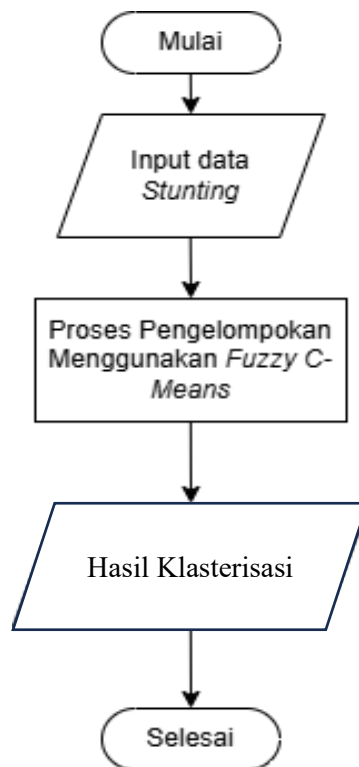 Mulai
Input data
Stunting
Proses Pengelompokan
Menggunakan Fuzzy C-
Means
Hasil Klasterisasi
Selesai